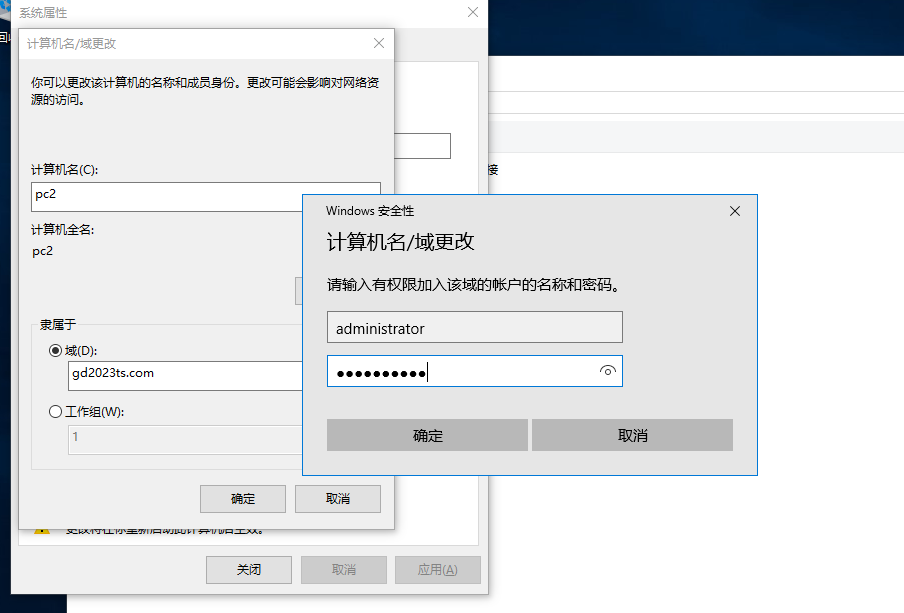 系统属性
计算机名/域更改
你可以更改该计算机的名称和成员身份。更改可能会影响对网络资
源的访问。
计算机名(C):
pc2
计算机全名:
pc2
隶属于
域(D):
gd2023ts.com
工作组(W):
1
确定
取消
关闭
取消
应用(A)
接
Windows 安全性
计算机名/域更改
请输入有权限加入该域的帐户的名称和密码。
administrator
●●●●●●●●●●
确定
取消